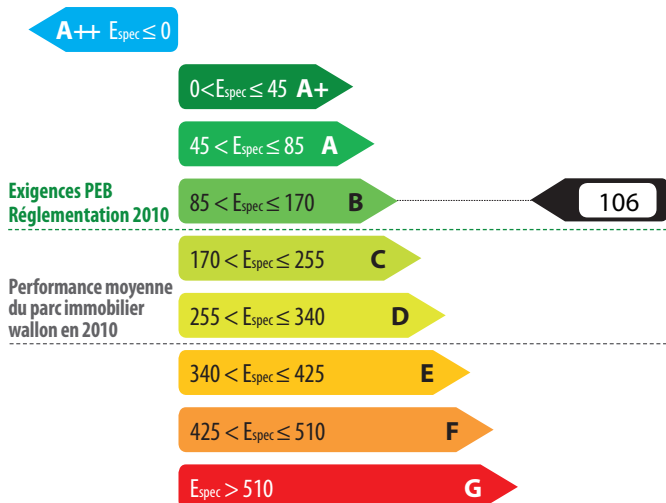 A++ Espec ≤ 0
0<Espec ≤ 45 A+
45 < Espec ≤ 85 A
Exigences PEB
Réglementation 2010
85 < Espec ≤ 170 B
106
170 < Espec ≤ 255 C
Performance moyenne
du parc immobilier
wallon en 2010
255 < Espec ≤ 340 D
340 < Espec ≤ 425 E
425 < Espec ≤ 510 F
Espec > 510 G